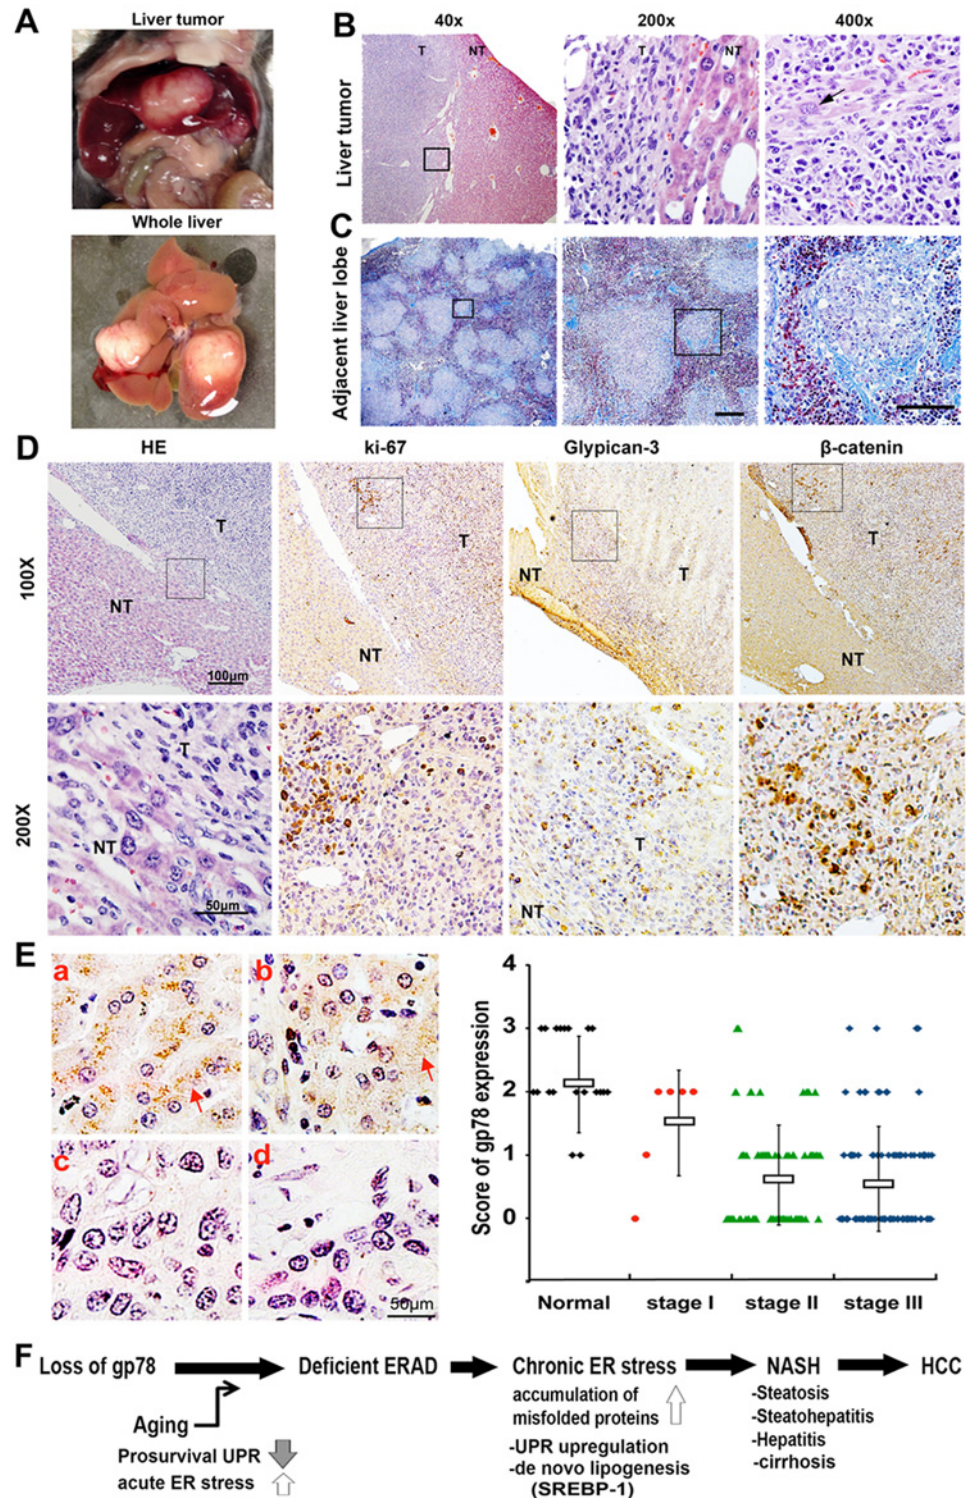 A
Liver tumor
Whole liver
B
40x
200x
400x
Liver tumor
T
NT
T
NT
C
Adjacent liver lobe
D
HE
ki-67
Glypican-3
β-catenin
100X
T
NT
100μm
T
NT
NT
T
T
NT
200X
T
NT
50μm
T
NT
E
a
b
c
d
50μm
Score of gp78 expression
4
3
2
1
0
Normal
stage I
stage II
stage III
F
Loss of gp78
Deficient ERAD
Chronic ER stress
NASH
HCC
Aging
Prosurvival UPR
acute ER stress
accumulation of
misfolded proteins
-UPR upregulation
-de novo lipogenesis
(SREBP-1)
-Steatosis
-Steatohepatitis
-Hepatitis
-cirrhosis